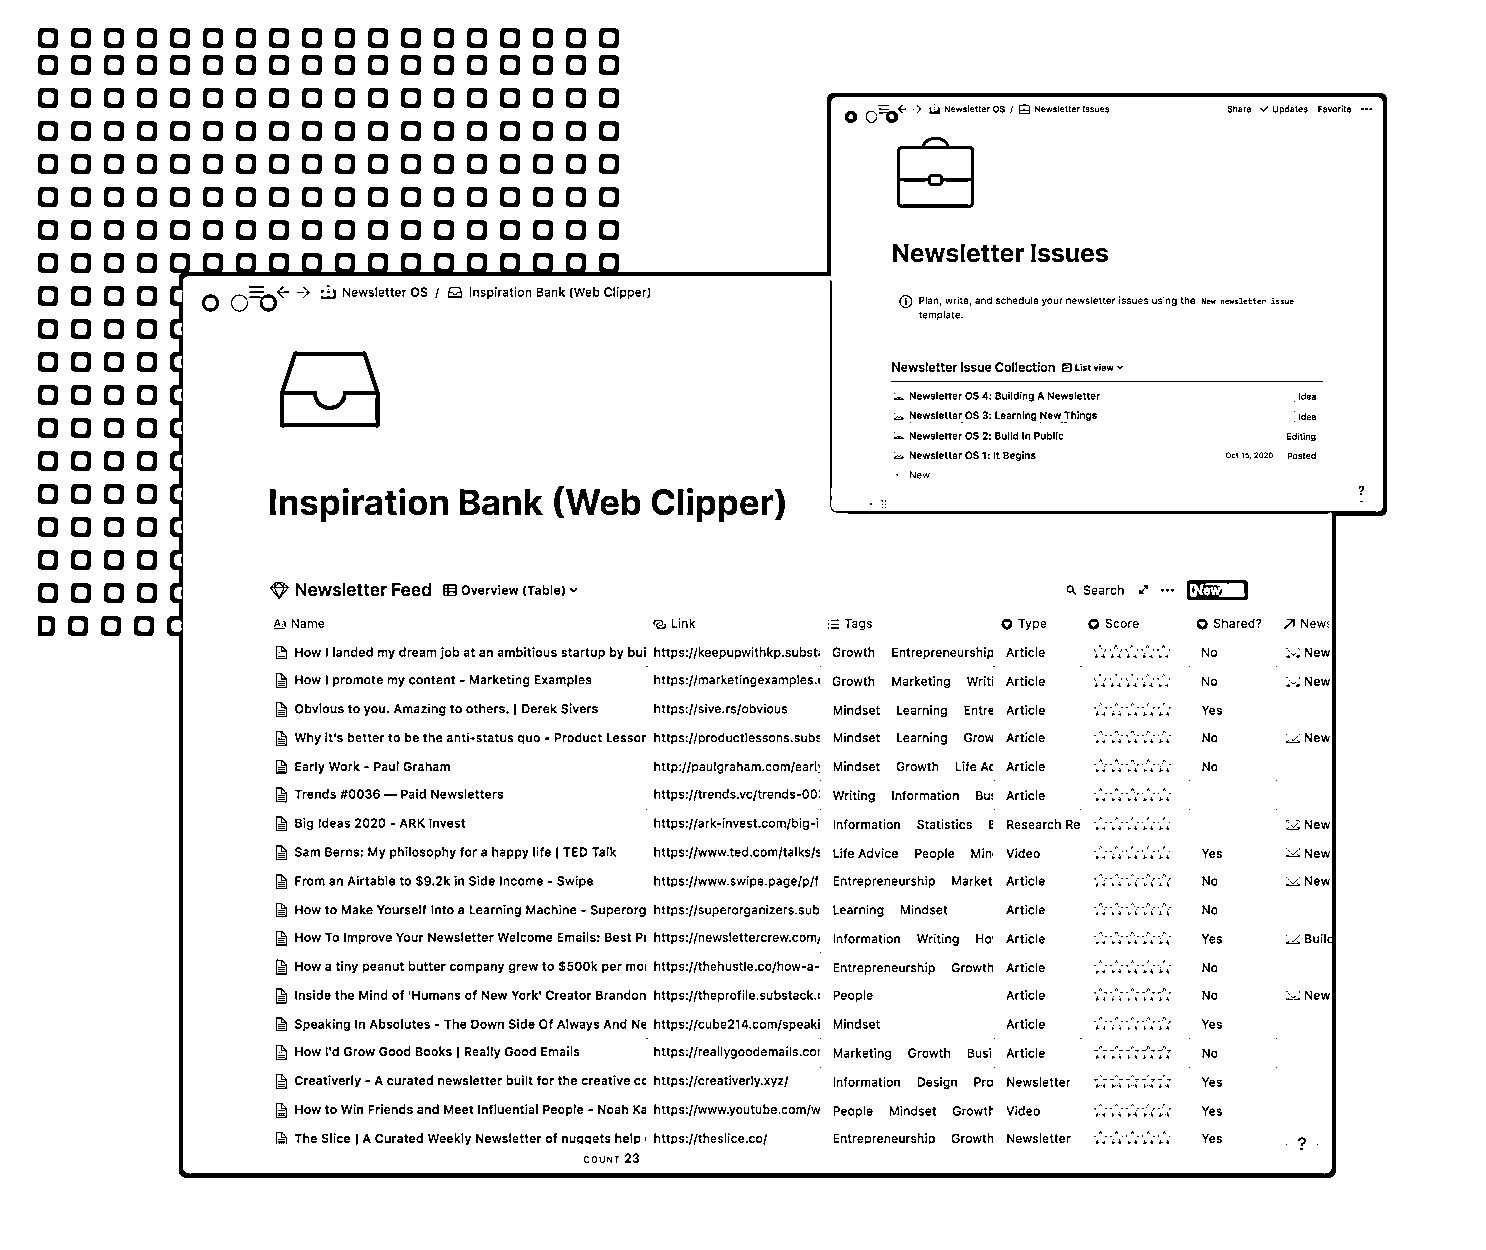 Newsletter OS / Newsletter Issues Share Updates Favorite
Newsletter Issues
Plan, write, and schedule your newsletter issues using the New newsletter issue
template.
Newsletter Issue Collection List view
Newsletter OS 4: Building A Newsletter Idea
Newsletter OS 3: Learning New Things Idea
Newsletter OS 2: Build In Public Editing
Newsletter OS 1: It Begins Oct 15, 2020 Posted
New
?
Newsletter OS / Inspiration Bank (Web Clipper)
Inspiration Bank (Web Clipper)
Newsletter Feed Overview (Table) Search New
Aa Name Link Tags Type Score Shared? News
How I landed my dream job at an ambitious startup by bui https://keepupwithkp.subst Growth Entrepreneurship Article No New
How I promote my content - Marketing Examples https://marketingexamples. Growth Marketing Writi Article No New
Obvious to you. Amazing to others. | Derek Sivers https://sive.rs/obvious Mindset Learning Entre Article Yes
Why it's better to be the anti-status quo - Product Lessor https://productlessons.subs Mindset Learning Grow Article No New
Early Work - Paul Graham http://paulgraham.com/earl Mindset Growth Life Ac Article No
Trends #0036 — Paid Newsletters https://trends.vc/trends-00 Writing Information Bu Article
Big Ideas 2020 - ARK Invest https://ark-invest.com/big-i Information Statistics E Research Re New
Sam Berns: My philosophy for a happy life | TED Talk https://www.ted.com/talks/s Life Advice People Min Video Yes New
From an Airtable to $9.2k in Side Income - Swipe https://www.swipe.page/p/f Entrepreneurship Market Article No New
How to Make Yourself Into a Learning Machine - Superorg https://superorganizers.sub Learning Mindset Article No
How To Improve Your Newsletter Welcome Emails: Best P https://newslettercrew.com/ Information Writing Ho Article Yes Build
How a tiny peanut butter company grew to $500k per mo https://thehustle.co/how-a- Entrepreneurship Growth Article No
Inside the Mind of 'Humans of New York' Creator Brandon https://theprofile.substack. People Article No New
Speaking In Absolutes - The Down Side Of Always And Ne https://cube214.com/speaki Mindset Article Yes
How I'd Grow Good Books | Really Good Emails https://reallygoodemails.co Marketing Growth Busi Article No
Creativerly - A curated newsletter built for the creative cc https://creativerly.xyz/ Information Design Pro Newsletter Yes
How to Win Friends and Meet Influential People - Noah Ka https://www.youtube.com/w People Mindset Growth Video Yes
The Slice | A Curated Weekly Newsletter of nuggets help https://theslice.co/ Entrepreneurship Growth Newsletter Yes
?
COUNT 23